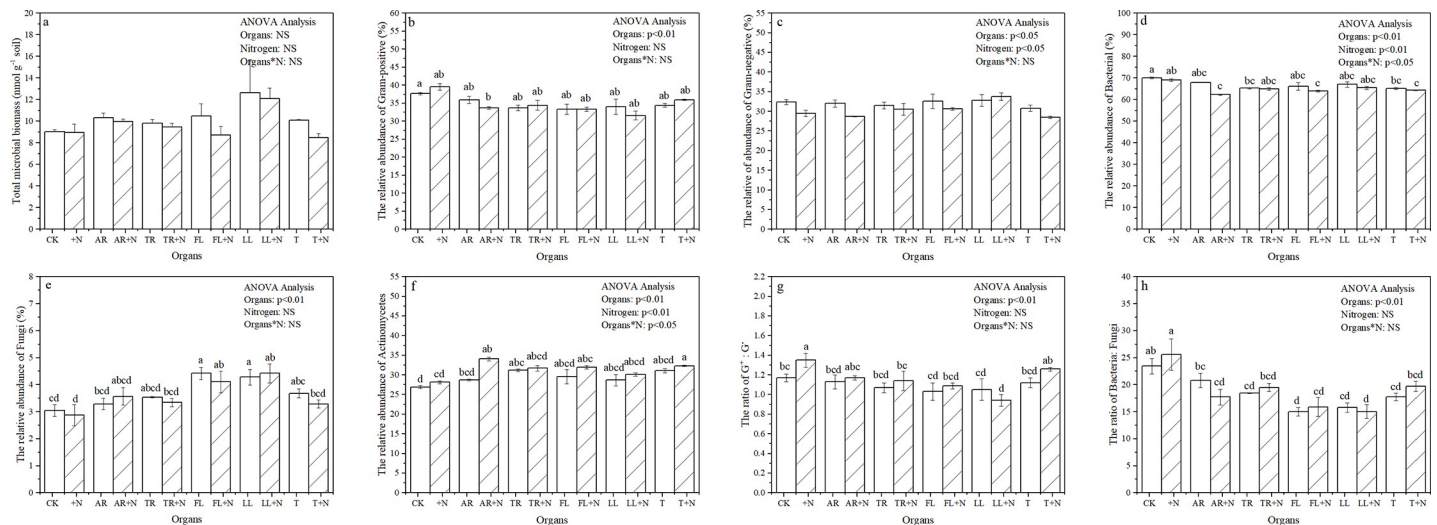 a
ANOVA Analysis
Organs: NS
Nitrogen: NS
Organs*N: NS
Total microbial biomass (nmol g-1 soil)
20
18
16
14
12
10
8
6
4
2
0
CK +N AR AR+N TR TR+N FL FL+N LL LL+N T T+N
Organs
b
ANOVA Analysis
Organs: p<0.01
Nitrogen: NS
Organs*N: NS
The relative abundance of Gram-positive (%)
60
55
50
45
40
35
30
25
20
15
10
5
0
a ab ab b ab ab ab ab ab ab ab ab
CK +N AR AR+N TR TR+N FL FL+N LL LL+N T T+N
Organs
c
ANOVA Analysis
Organs: p<0.05
Nitrogen: p<0.05
Organs*N: NS
The relative of abundance of Gram-negative (%)
55
50
45
40
35
30
25
20
15
10
5
0
CK +N AR AR+N TR TR+N FL FL+N LL LL+N T T+N
Organs
d
ANOVA Analysis
Organs: p<0.01
Nitrogen: p<0.01
Organs*N: p<0.05
The relative abundance of Bacterial (%)
100
90
80
70
60
50
40
30
20
10
0
a ab abc c bc abc abc c abc abc c c
CK +N AR AR+N TR TR+N FL FL+N LL LL+N T T+N
Organs
e
ANOVA Analysis
Organs: p<0.01
Nitrogen: NS
Organs*N: NS
The relative abundance of Fungi (%)
8
7
6
5
4
3
2
1
0
cd d bcd abcd abcd bcd a ab ab ab abc bcd
CK +N AR AR+N TR TR+N FL FL+N LL LL+N T T+N
Organs
f
ANOVA Analysis
Organs: p<0.01
Nitrogen: p<0.01
Organs*N: p<0.05
The relative abundance of Actinomycetes
55
50
45
40
35
30
25
20
15
10
5
0
d cd bcd ab abc abcd abcd abc bcd abcd abcd a
CK +N AR AR+N TR TR+N FL FL+N LL LL+N T T+N
Organs
g
ANOVA Analysis
Organs: p<0.01
Nitrogen: NS
Organs*N: NS
The ratio of G+ : G-
2.2
2.0
1.8
1.6
1.4
1.2
1.0
0.8
0.6
0.4
0.2
0.0
bc a bcd abc bcd bc cd bcd cd d bcd ab
CK +N AR AR+N TR TR+N FL FL+N LL LL+N T T+N
Organs
h
ANOVA Analysis
Organs: p<0.01
Nitrogen: NS
Organs*N: NS
The ratio of Bacteria: Fungi
40
35
30
25
20
15
10
5
0
ab a abc cd cd bcd d cd cd d cd bcd
CK +N AR AR+N TR TR+N FL FL+N LL LL+N T T+N
Organs